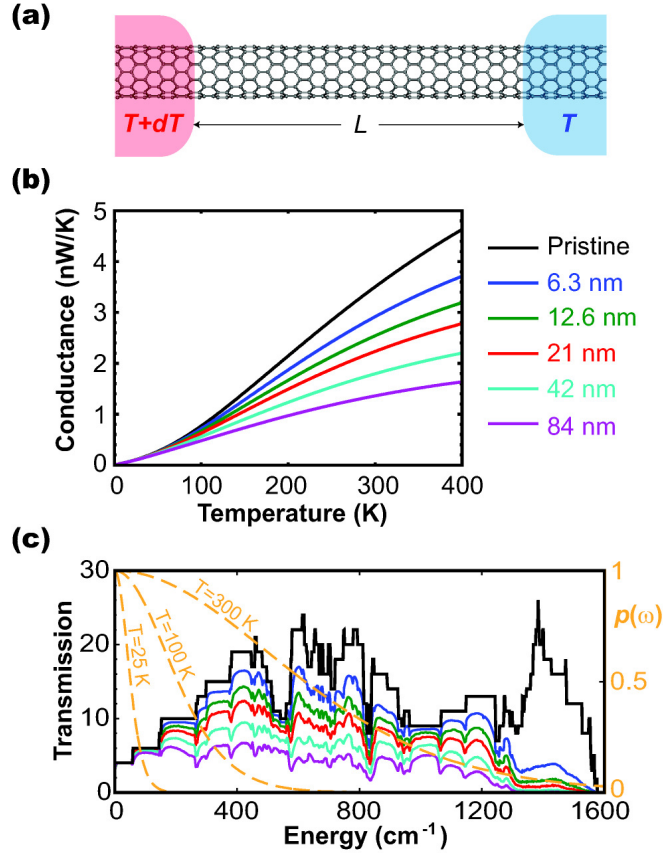 (a)
T+dT
L
T
(b)
Conductance (nW/K)
5
4
3
2
1
0
0
100
200
300
400
Temperature (K)
Pristine
6.3 nm
12.6 nm
21 nm
42 nm
84 nm
(c)
Transmission
30
20
10
0
T=25 K
T=100 K
T=300 K
1
p(ω)
0.5
0
0
400
800
1200
1600
Energy (cm⁻¹)